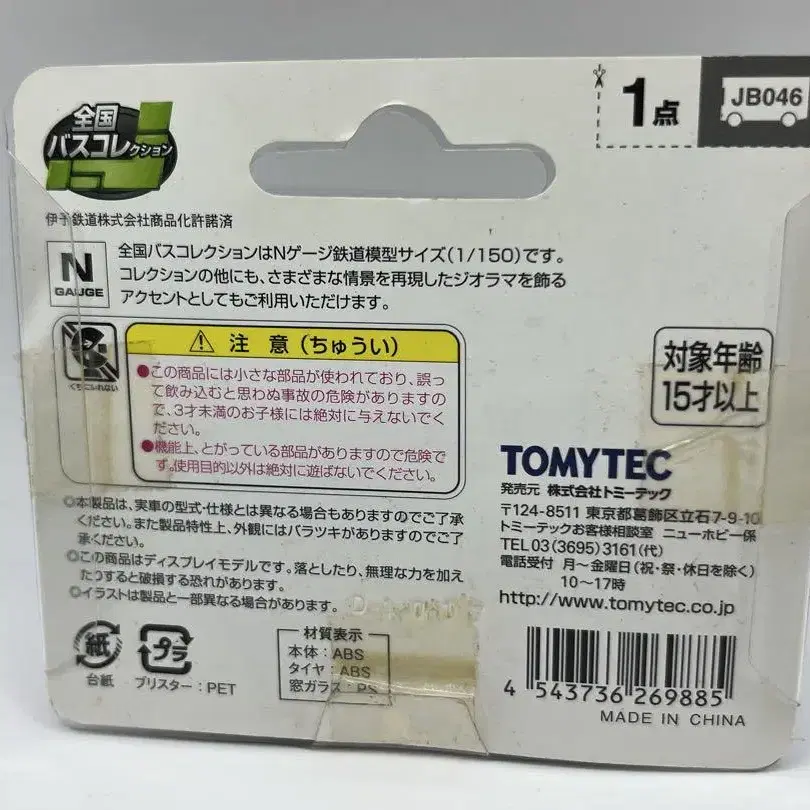 全国
バスコレクション
1点
JB046
伊予鉄道株式会社商品化許諾済
N
GAUGE
全国バスコレクションはNゲージ鉄道模型サイズ(1/150)です。
コレクションの他にも、さまざまな情景を再現したジオラマを飾る
アクセントとしてもご利用いただけます。
くちにいれない
注 意(ちゅうい)
●この商品には小さな部品が使われており、誤っ
て飲み込むと思わぬ事故の危険がありますの
で、3才未満のお子様には絶対に与えないでく
ださい。
●機能上、とがっている部品がありますので危険で
す。使用目的以外は絶対に遊ばないでください。
対象年齢
15才以上
◎本製品は、実車の型式・仕様とは異なる場合もありますのでご了承
ください。また製品特性上、外観にはバラツキがありますのでご了
承ください。
◎この商品はディスプレイモデルです。落としたり、無理な力を加え
たりすると破損する恐れがあります。
◎イラストは製品と一部異なる場合があります。
TOMYTEC
発売元 株式会社トミーテック
〒124-8511 東京都葛飾区立石7-9-10
トミーテックお客様相談室 ニューホビー係
TEL 03(3695)3161(代)
電話受付 月〜金曜日(祝・祭・休日を除く)
10〜17時
http://www.tomytec.co.jp
紙
台紙
プラ
ブリスター:PET
材質表示
本体:ABS
タイヤ:ABS
窓ガラス:PS
4 543736 269885
MADE IN CHINA